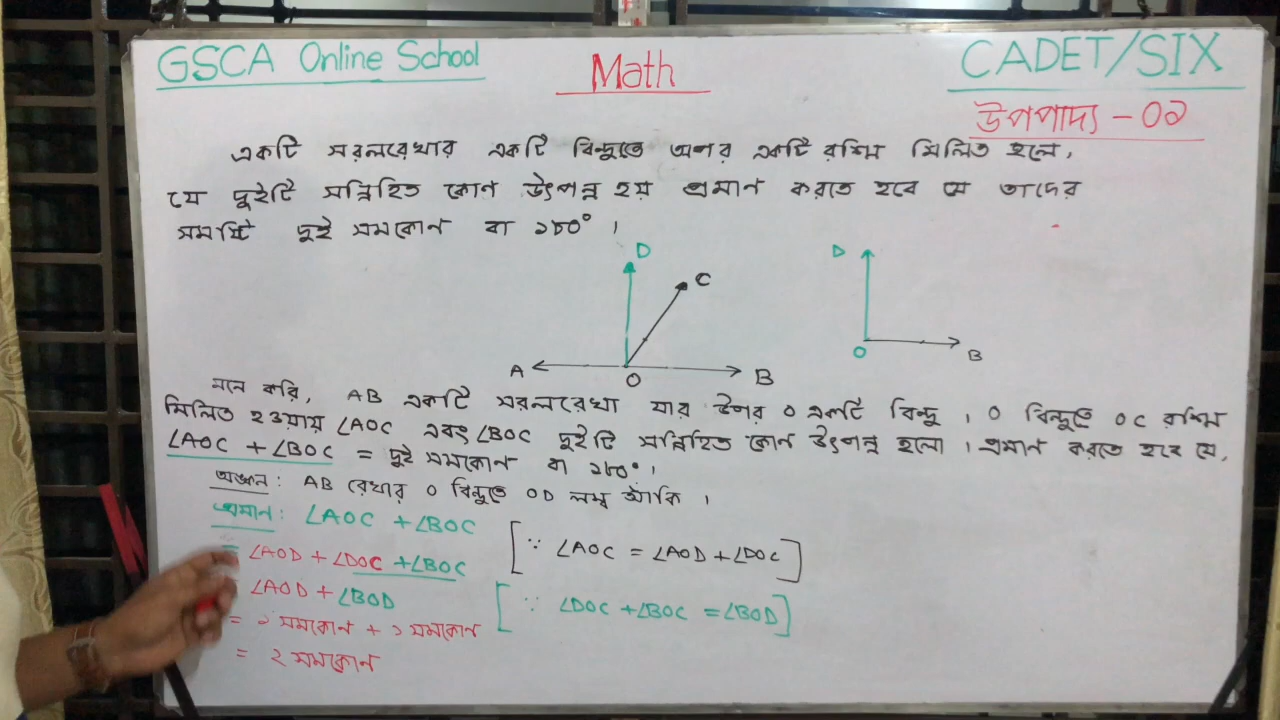 GSCA Online School
Math
CADET/SIX
উপপাদ্য - ০১
একটি সরলরেখার একটি বিন্দুতে অপর একটি রশ্মি মিলিত হলে,
যে দুইটি সন্নিহিত কোন উৎপন্ন হয় প্রমান করতে হবে যে তাদের
সমষ্টি দুই সমকোন বা ১৮০° ।
D
C
A
O
B
D
O
B
মনে করি, AB একটি সরলরেখা যার উপর O একটি বিন্দু । O বিন্দুতে OC রশ্মি
মিলিত হওয়ায় ∠AOC এবং ∠BOC দুইটি সন্নিহিত কোন উৎপন্ন হলো । প্রমান করতে হবে যে,
∠AOC + ∠BOC = দুই সমকোন বা ১৮০° ।
অঙ্কন : AB রেখার O বিন্দুতে OD লম্ব আঁকি ।
প্রমান : ∠AOC + ∠BOC
= ∠AOD + ∠DOC + ∠BOC [∵ ∠AOC = ∠AOD + ∠DOC]
∠AOD + ∠BOD [∵ ∠DOC + ∠BOC = ∠BOD]
= ১ সমকোন + ১ সমকোন
= ২ সমকোন